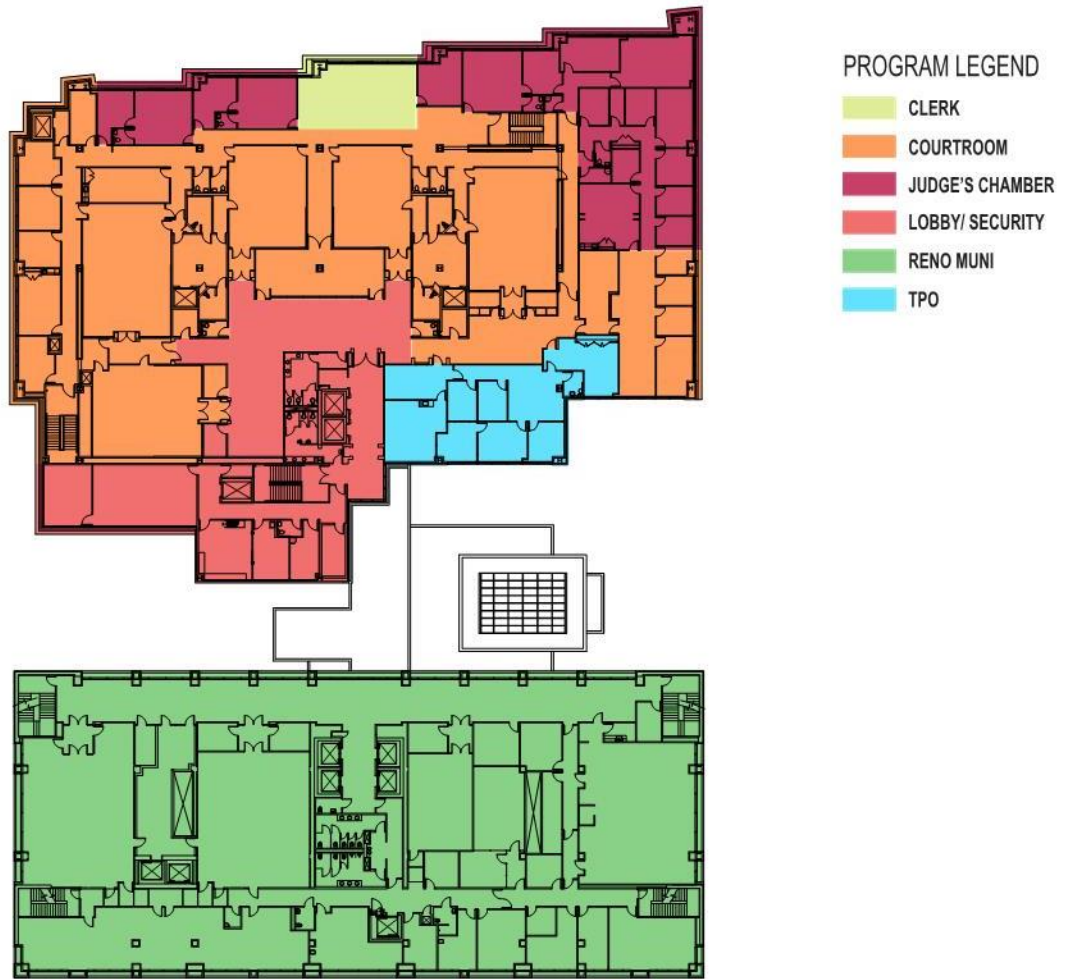 PROGRAM LEGEND
CLERK
COURTROOM
JUDGE'S CHAMBER
LOBBY/ SECURITY
RENO MUNI
TPO